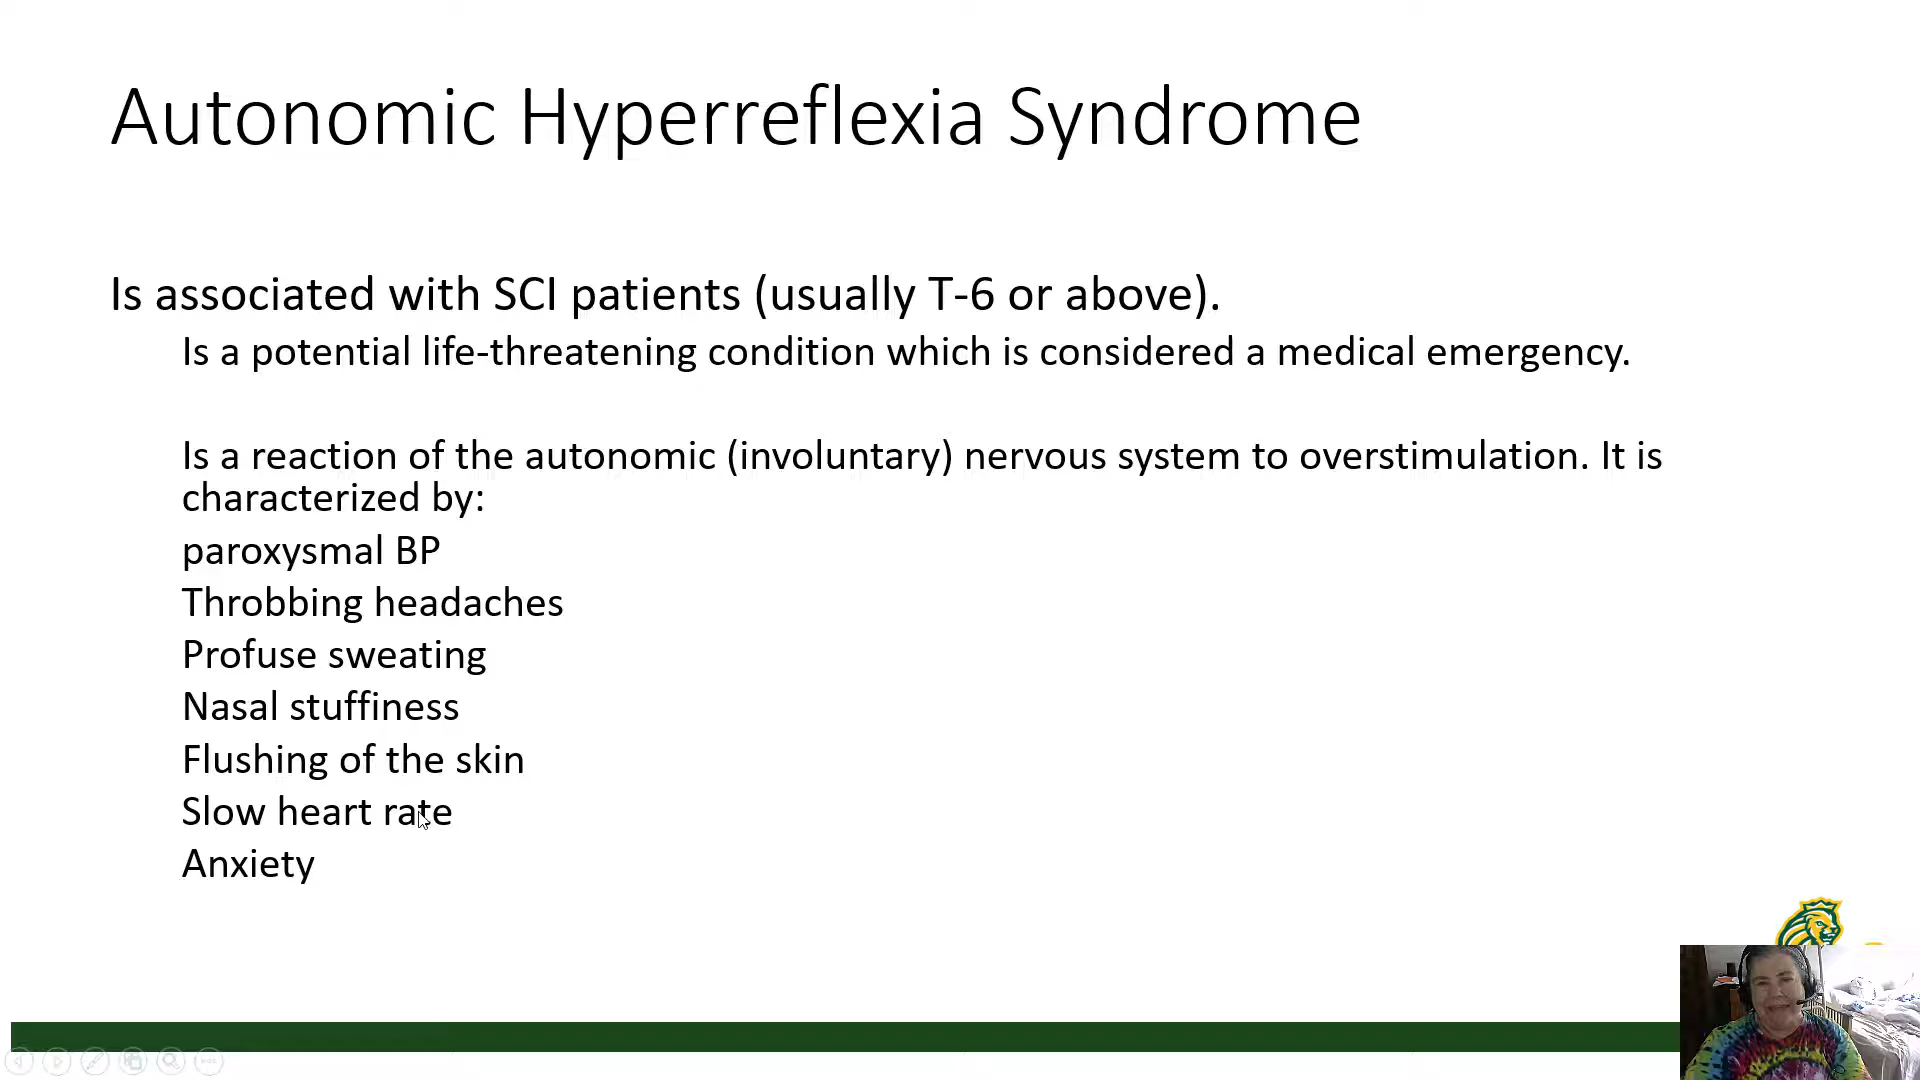 Autonomic Hyperreflexia Syndrome
Is associated with SCI patients (usually T-6 or above).
Is a potential life-threatening condition which is considered a medical emergency.
Is a reaction of the autonomic (involuntary) nervous system to overstimulation. It is
characterized by:
paroxysmal BP
Throbbing headaches
Profuse sweating
Nasal stuffiness
Flushing of the skin
Slow heart rate
Anxiety